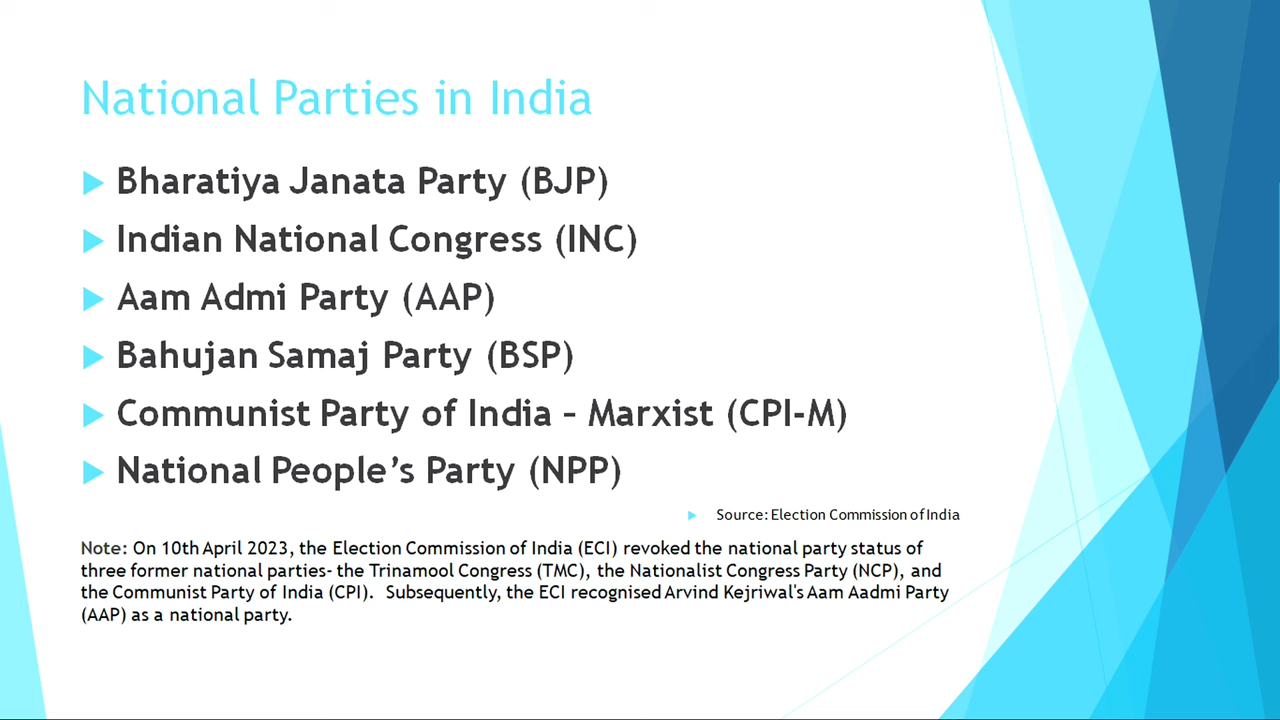 National Parties in India
Bharatiya Janata Party (BJP)
Indian National Congress (INC)
Aam Admi Party (AAP)
Bahujan Samaj Party (BSP)
Communist Party of India – Marxist (CPI-M)
National People’s Party (NPP)
Source: Election Commission of India
Note: On 10th April 2023, the Election Commission of India (ECI) revoked the national party status of
three former national parties- the Trinamool Congress (TMC), the Nationalist Congress Party (NCP), and
the Communist Party of India (CPI). Subsequently, the ECI recognised Arvind Kejriwal's Aam Aadmi Party
(AAP) as a national party.